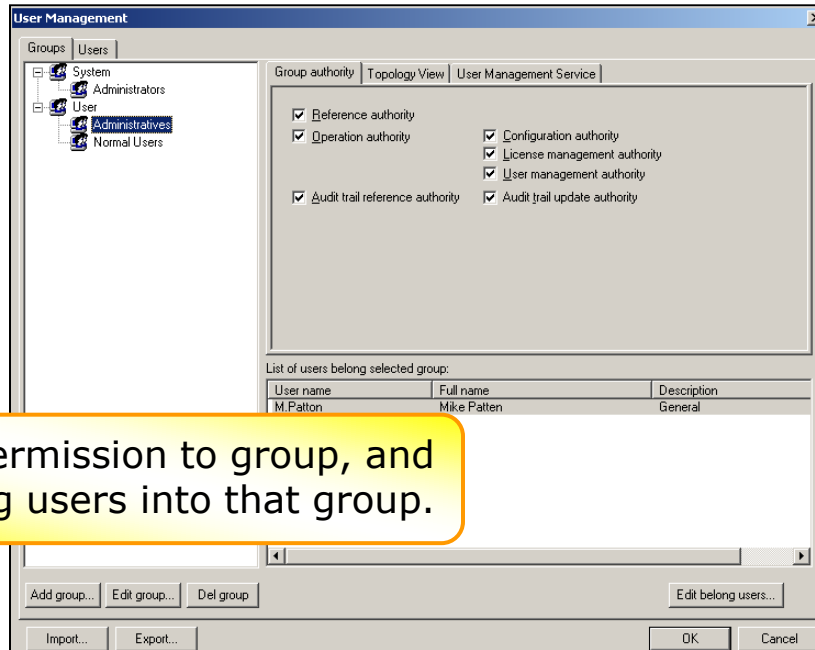 User Management
Groups Users
System
Administrators
User
Administratives
Normal Users
Group authority Topology View User Management Service
Reference authority
Operation authority
Configuration authority
License management authority
User management authority
Audit trail reference authority
Audit trail update authority
List of users belong selected group:
User name Full name Description
M.Patton Mike Patten General
ermission to group, and
users into that group.
Add group... Edit group... Del group
Edit belong users...
Import... Export...
OK Cancel